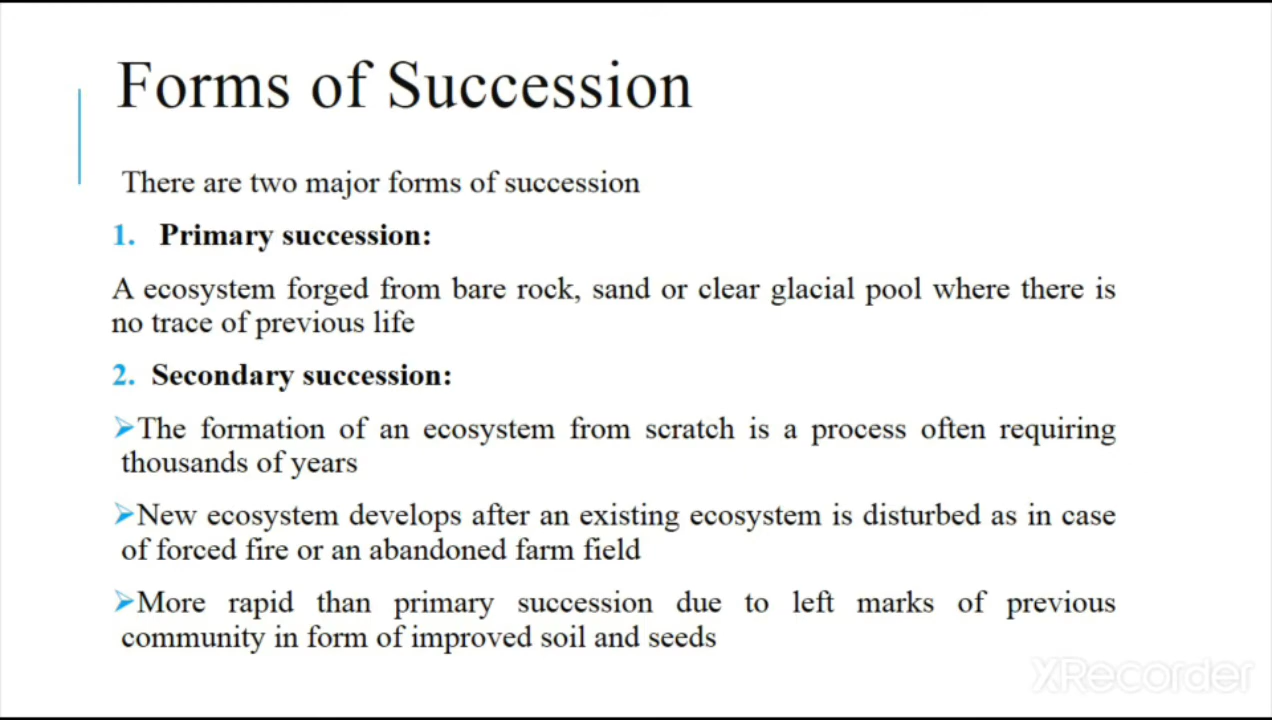 Forms of Succession
There are two major forms of succession
1. Primary succession:
A ecosystem forged from bare rock, sand or clear glacial pool where there is
no trace of previous life
2. Secondary succession:
➢The formation of an ecosystem from scratch is a process often requiring
thousands of years
➢New ecosystem develops after an existing ecosystem is disturbed as in case
of forced fire or an abandoned farm field
➢More rapid than primary succession due to left marks of previous
community in form of improved soil and seeds
XRecorder